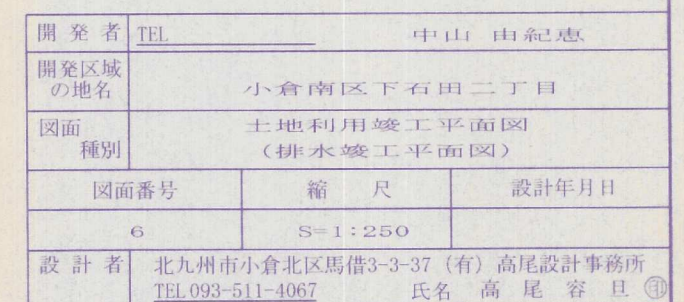 開発者 TEL 中山 由紀恵
開発区域
の地名 小倉南区下石田二丁目
図面
種別
土地利用竣工平面図
(排水竣工平面図)
図面番号 縮尺 設計年月日
6 S=1:250
設計者 北九州市小倉北区馬借3-3-37 (有) 高尾設計事務所
TEL 093-511-4067 氏名 高尾容旦 ㊞